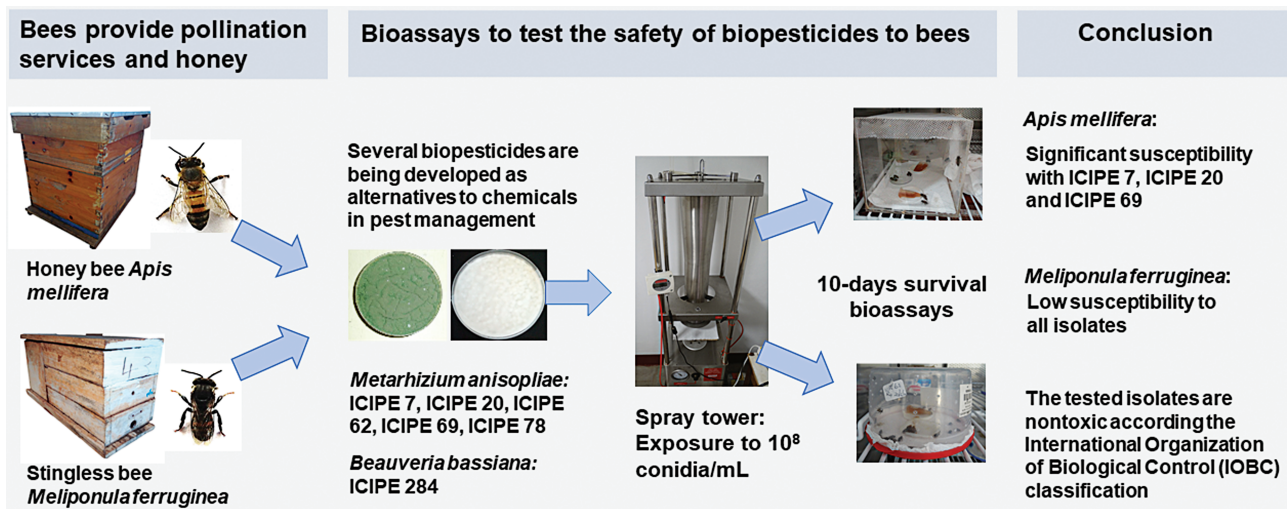 Bees provide pollination
services and honey
Honey bee Apis
mellifera
Stingless bee
Meliponula ferruginea
Bioassays to test the safety of biopesticides to bees
Several biopesticides are
being developed as
alternatives to chemicals
in pest management
Metarhizium anisopliae:
ICIPE 7, ICIPE 20, ICIPE
62, ICIPE 69, ICIPE 78
Beauveria bassiana:
ICIPE 284
Spray tower:
Exposure to 10⁸
conidia/mL
10-days survival
bioassays
Conclusion
Apis mellifera:
Significant susceptibility
with ICIPE 7, ICIPE 20
and ICIPE 69
Meliponula ferruginea:
Low susceptibility to
all isolates
The tested isolates are
nontoxic according the
International Organization
of Biological Control (IOBC)
classification